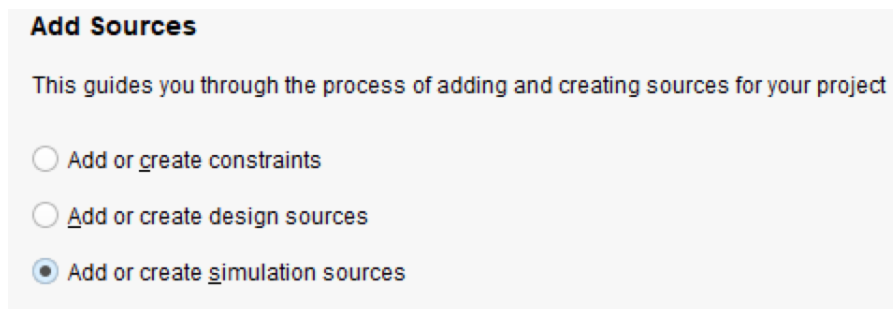 Add Sources
This guides you through the process of adding and creating sources for your project
Add or create constraints
Add or create design sources
Add or create simulation sources